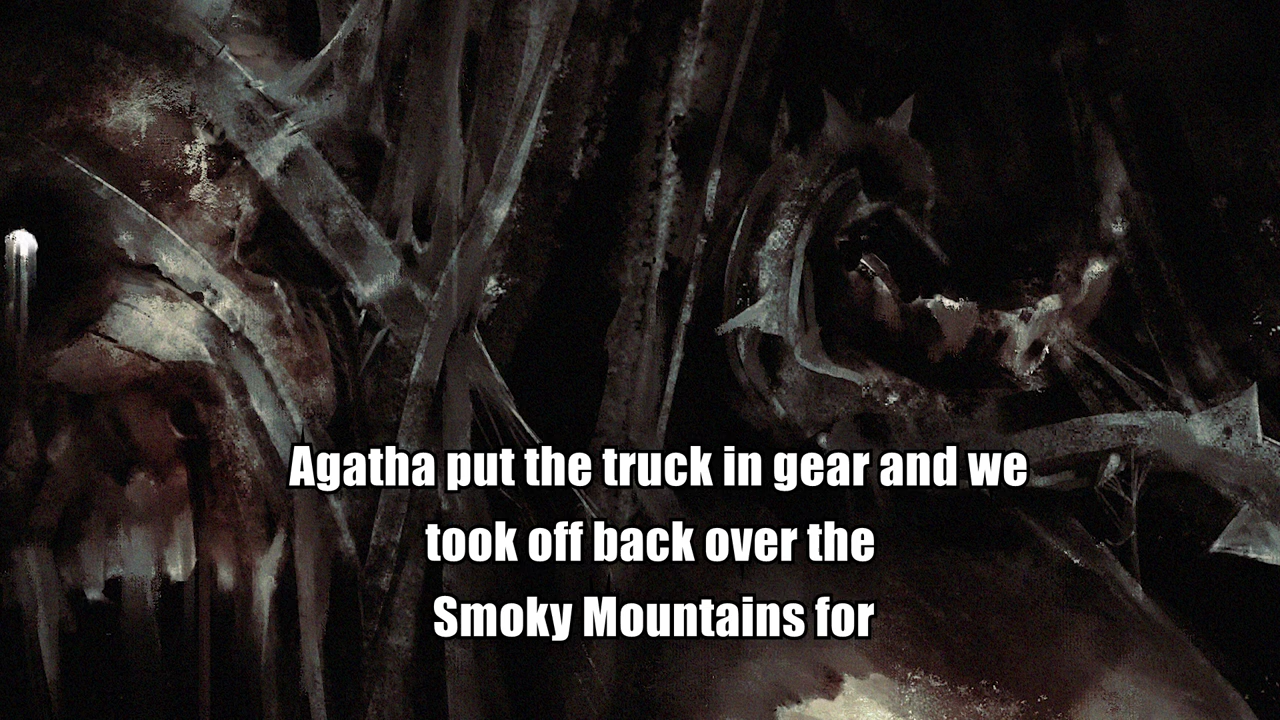 Agatha put the truck in gear and we
took off back over the
Smoky Mountains for